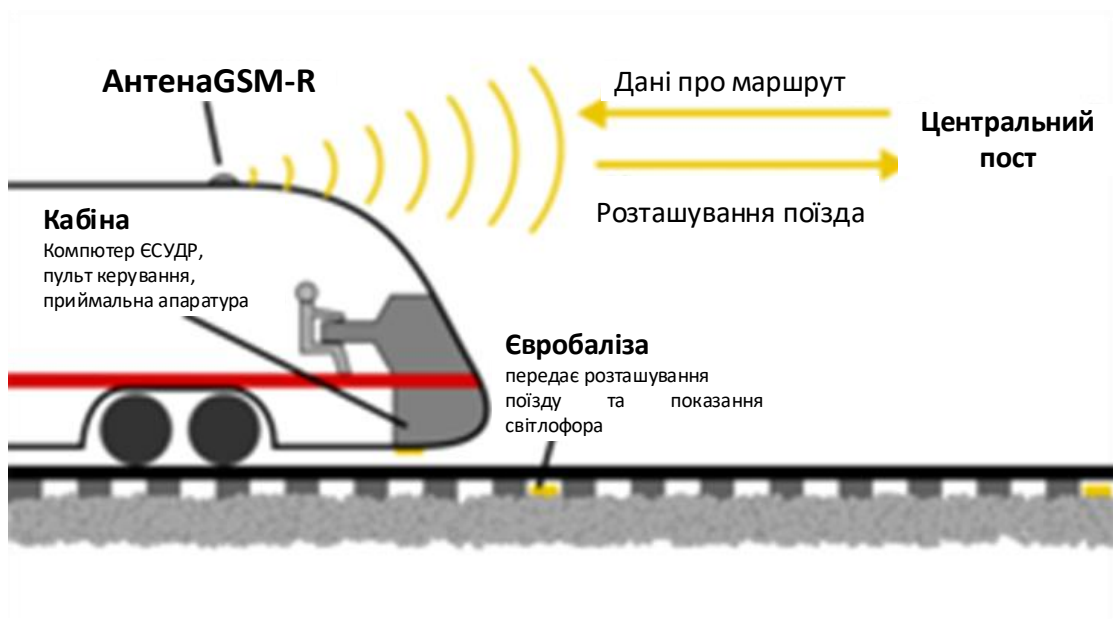 АнтенаGSM-R
Дані про маршрут
Центральний
пост
Розташування поїзда
Кабіна
Компютер ЄСУДР,
пульт керування,
приймальна апаратура
Євробаліза
передає розташування
поїзду та показання
світлофора